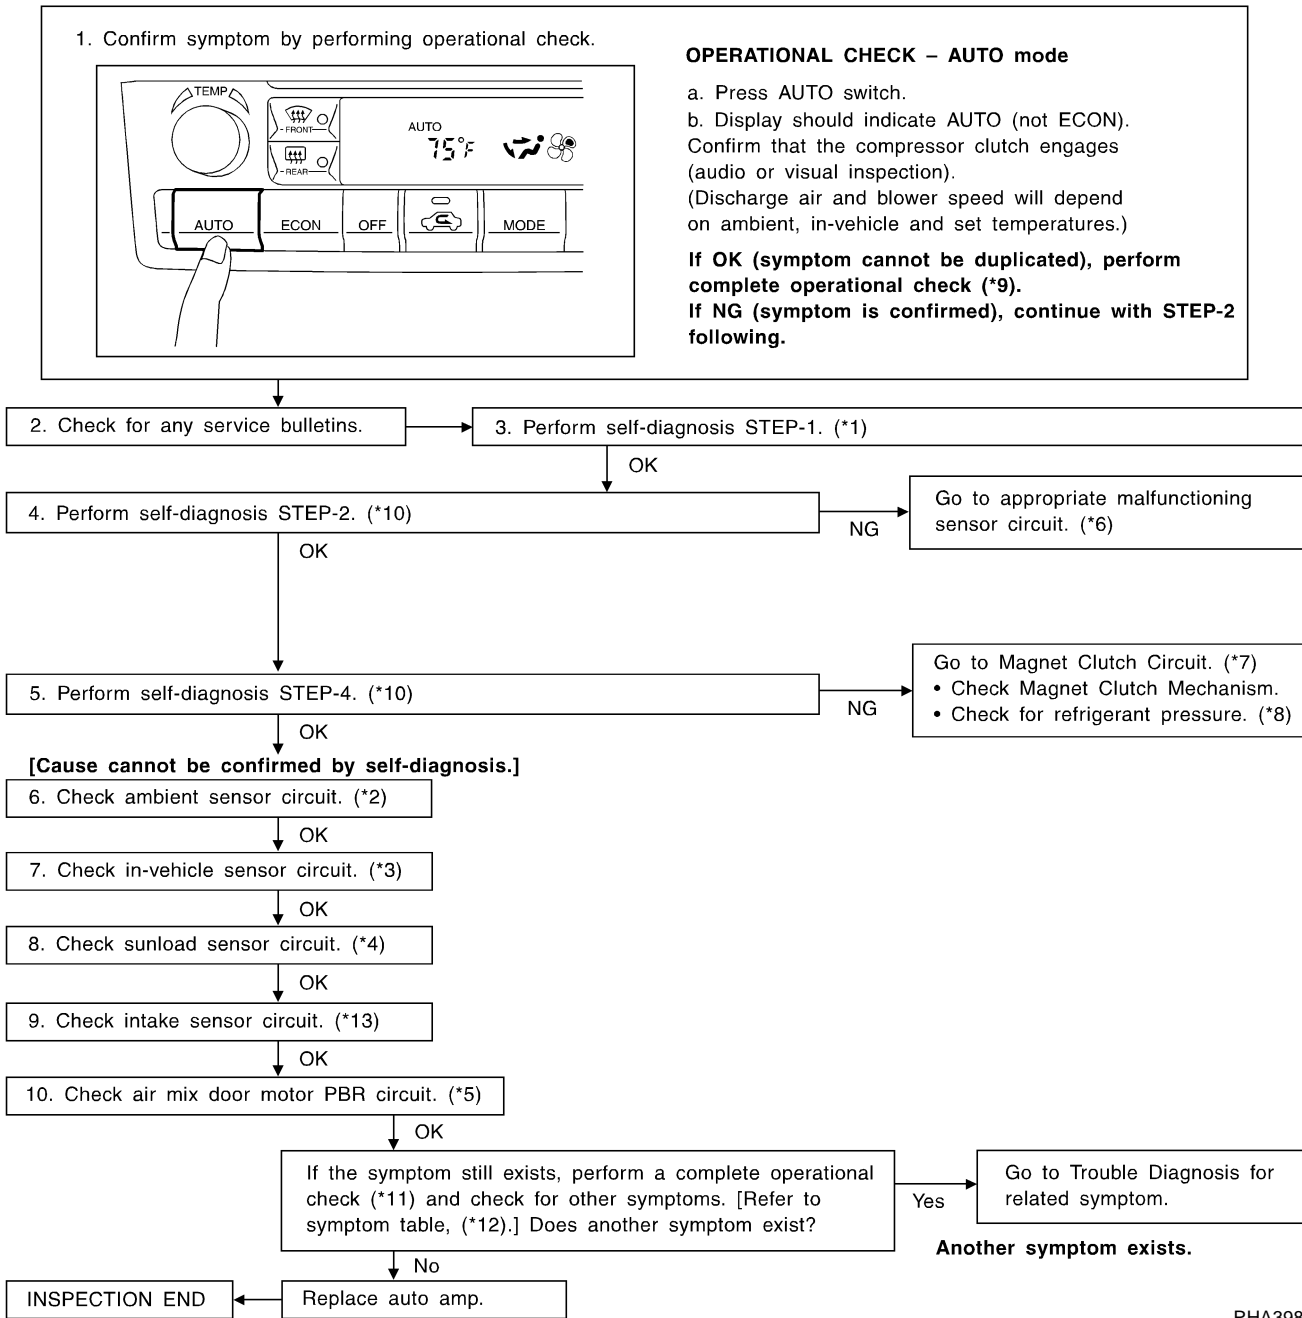 1. Confirm symptom by performing operational check.
TEMP
FRONT
REAR
AUTO
75°F
AUTO
ECON
OFF
MODE
OPERATIONAL CHECK – AUTO mode
a. Press AUTO switch.
b. Display should indicate AUTO (not ECON).
Confirm that the compressor clutch engages
(audio or visual inspection).
(Discharge air and blower speed will depend
on ambient, in-vehicle and set temperatures.)
If OK (symptom cannot be duplicated), perform
complete operational check (*9).
If NG (symptom is confirmed), continue with STEP-2
following.
2. Check for any service bulletins.
3. Perform self-diagnosis STEP-1. (*1)
OK
4. Perform self-diagnosis STEP-2. (*10)
NG
Go to appropriate malfunctioning
sensor circuit. (*6)
OK
5. Perform self-diagnosis STEP-4. (*10)
NG
Go to Magnet Clutch Circuit. (*7)
• Check Magnet Clutch Mechanism.
• Check for refrigerant pressure. (*8)
OK
[Cause cannot be confirmed by self-diagnosis.]
6. Check ambient sensor circuit. (*2)
OK
7. Check in-vehicle sensor circuit. (*3)
OK
8. Check sunload sensor circuit. (*4)
OK
9. Check intake sensor circuit. (*13)
OK
10. Check air mix door motor PBR circuit. (*5)
OK
If the symptom still exists, perform a complete operational
check (*11) and check for other symptoms. [Refer to
symptom table, (*12).] Does another symptom exist?
Yes
Go to Trouble Diagnosis for
related symptom.
Another symptom exists.
No
Replace auto amp.
INSPECTION END